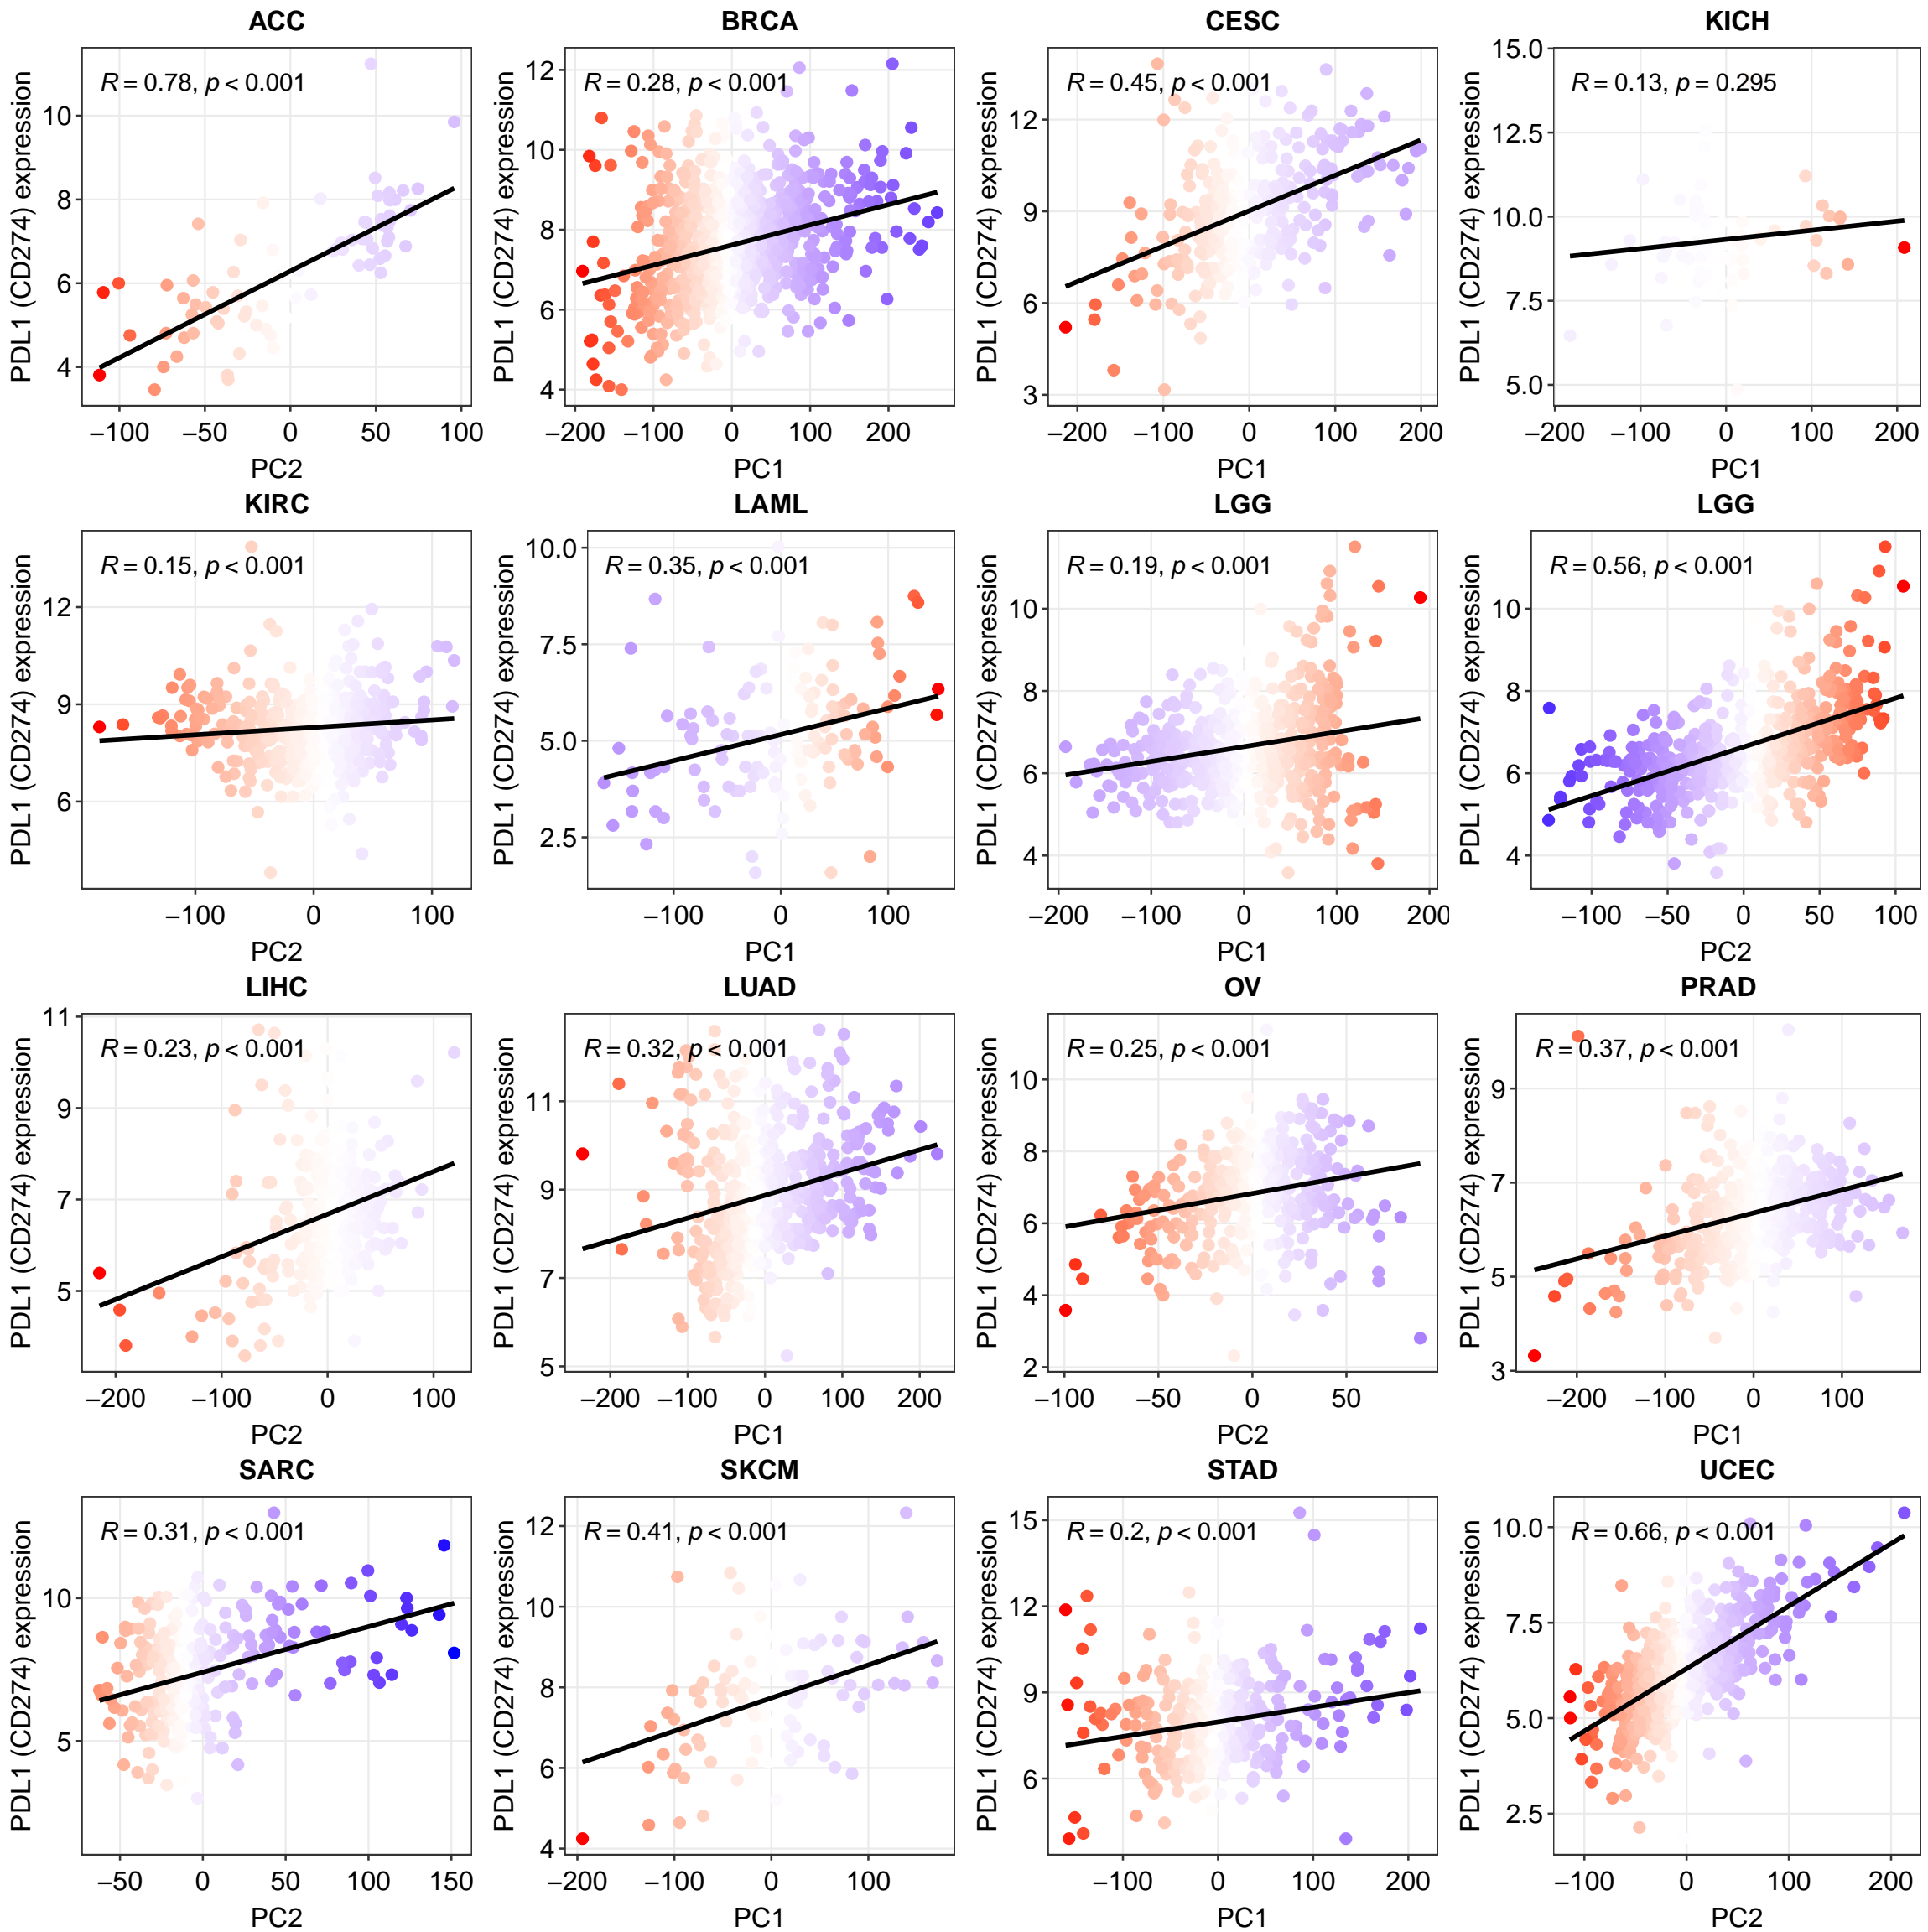 ACC
R = 0.78, p < 0.001
PDL1 (CD274) expression
10
8
6
4
−100 −50 0 50 100
PC2
BRCA
R = 0.28, p < 0.001
PDL1 (CD274) expression
12
10
8
6
4
−200 −100 0 100 200
PC1
CESC
R = 0.45, p < 0.001
PDL1 (CD274) expression
12
9
6
3
−200 −100 0 100 200
PC1
KICH
R = 0.13, p = 0.295
PDL1 (CD274) expression
15.0
12.5
10.0
7.5
5.0
−200 −100 0 100 200
PC1
KIRC
R = 0.15, p < 0.001
PDL1 (CD274) expression
12
9
6
−100 0 100
PC2
LAML
R = 0.35, p < 0.001
PDL1 (CD274) expression
10.0
7.5
5.0
2.5
−100 0 100
PC1
LGG
R = 0.19, p < 0.001
PDL1 (CD274) expression
10
8
6
4
−200 −100 0 100 200
PC1
LGG
R = 0.56, p < 0.001
PDL1 (CD274) expression
10
8
6
4
−100 −50 0 50 100
PC2
LIHC
R = 0.23, p < 0.001
PDL1 (CD274) expression
11
9
7
5
−200 −100 0 100
PC2
LUAD
R = 0.32, p < 0.001
PDL1 (CD274) expression
11
9
7
5
−200 −100 0 100 200
PC1
OV
R = 0.25, p < 0.001
PDL1 (CD274) expression
10
8
6
4
2
−100 −50 0 50
PC2
PRAD
R = 0.37, p < 0.001
PDL1 (CD274) expression
9
7
5
3
−200 −100 0 100
PC1
SARC
R = 0.31, p < 0.001
PDL1 (CD274) expression
10
5
−50 0 50 100 150
PC2
SKCM
R = 0.41, p < 0.001
PDL1 (CD274) expression
12
10
8
6
4
−200 −100 0 100
PC1
STAD
R = 0.2, p < 0.001
PDL1 (CD274) expression
15
12
9
6
−100 0 100 200
PC1
UCEC
R = 0.66, p < 0.001
PDL1 (CD274) expression
10.0
7.5
5.0
2.5
−100 0 100 200
PC2